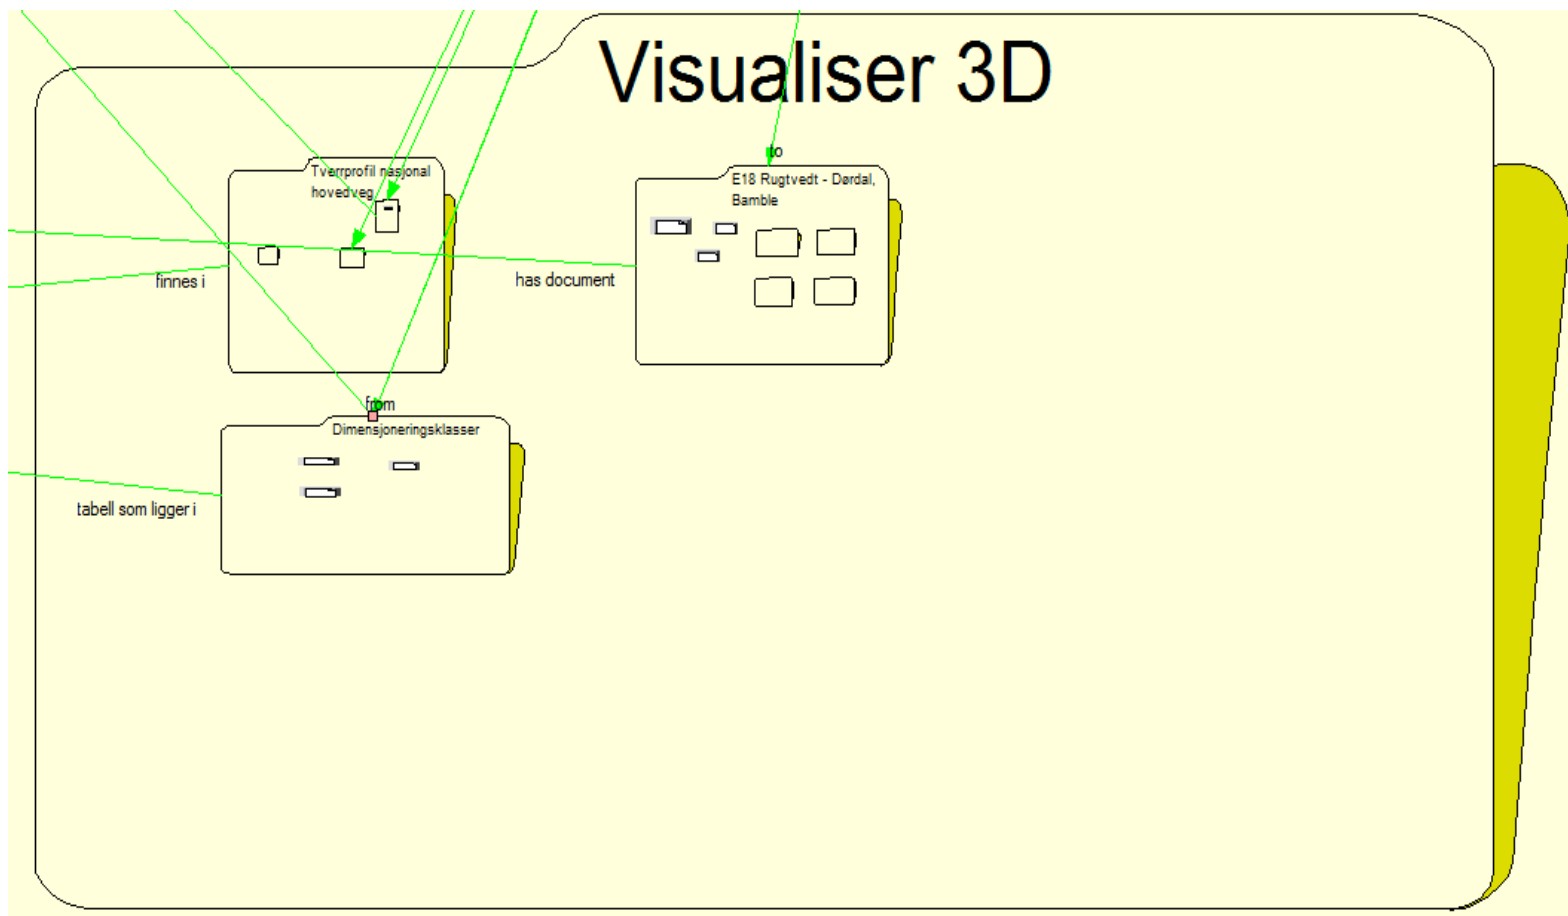 Visualiser 3D
to
Tverrprofil nasjonal
hovedveg
E18 Rugtvedt - Dørdal,
Bamble
finnes i
has document
from
Dimensjoneringsklasser
tabell som ligger i